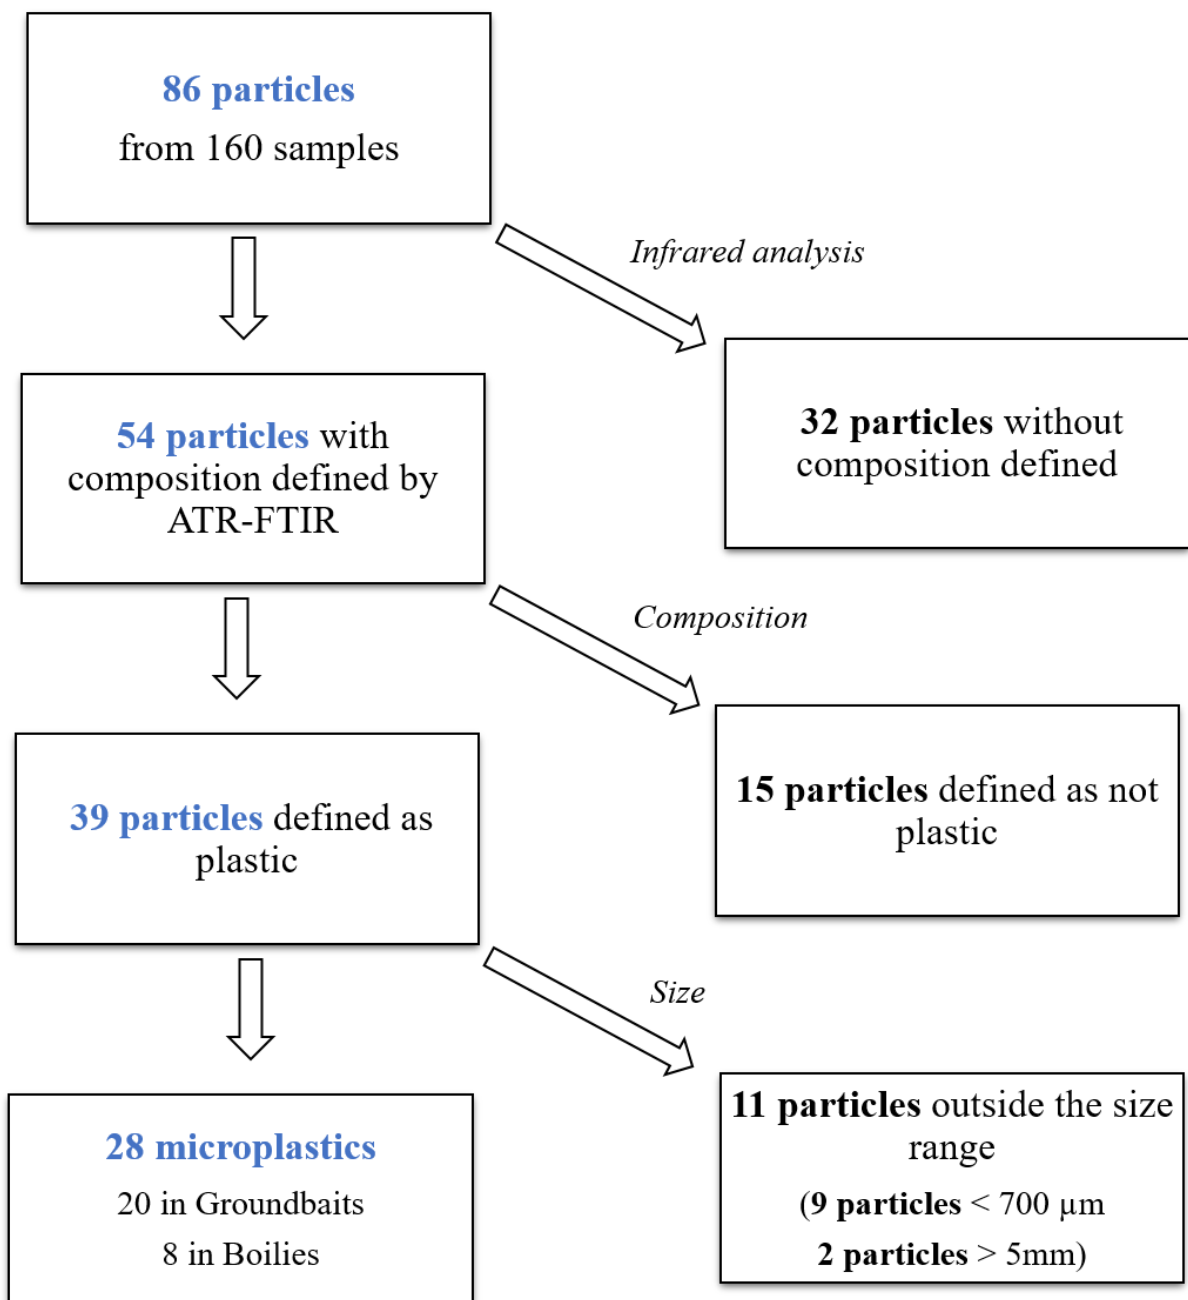 86 particles
from 160 samples
Infrared analysis
54 particles with
composition defined by
ATR-FTIR
32 particles without
composition defined
Composition
39 particles defined as
plastic
15 particles defined as not
plastic
Size
28 microplastics
20 in Groundbaits
8 in Boilies
11 particles outside the size
range
(9 particles < 700 µm
2 particles > 5mm)